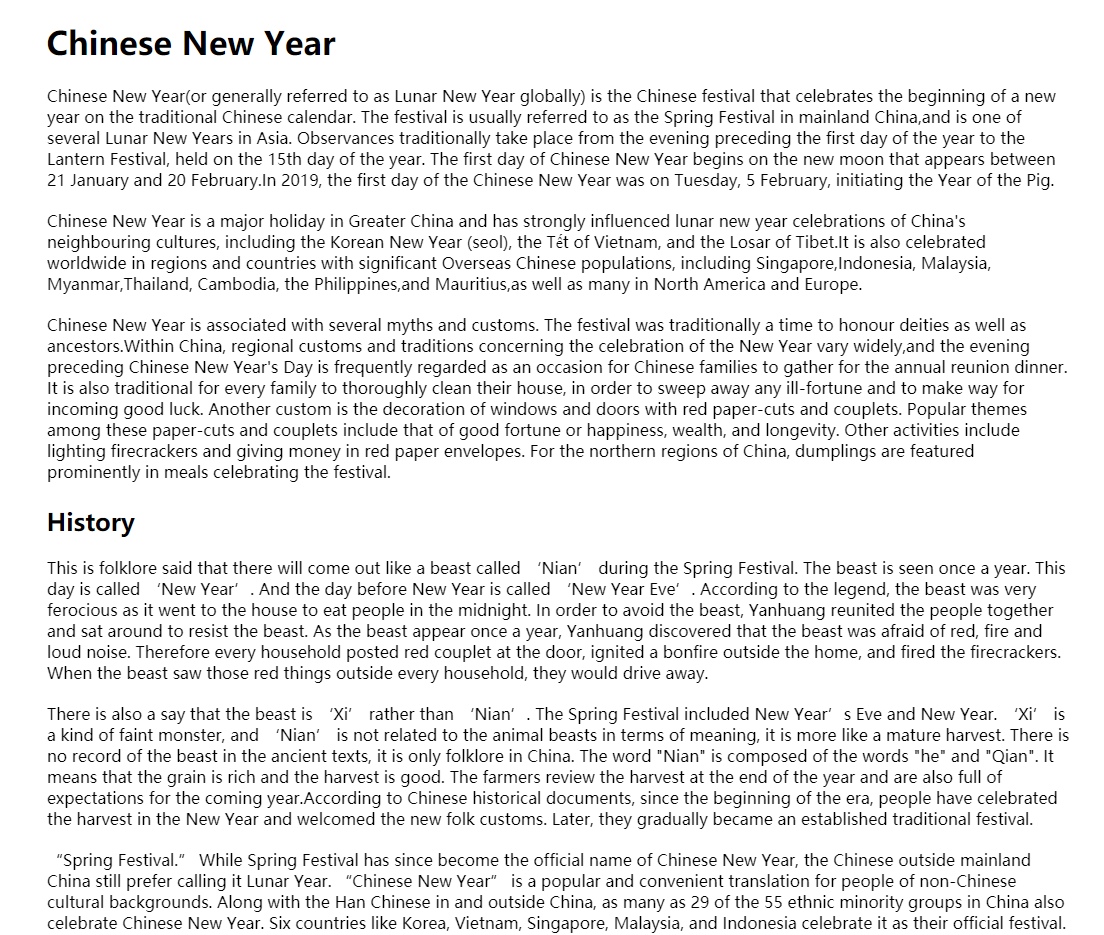 Chinese New Year
Chinese New Year(or generally referred to as Lunar New Year globally) is the Chinese festival that celebrates the beginning of a new
year on the traditional Chinese calendar. The festival is usually referred to as the Spring Festival in mainland China,and is one of
several Lunar New Years in Asia. Observances traditionally take place from the evening preceding the first day of the year to the
Lantern Festival, held on the 15th day of the year. The first day of Chinese New Year begins on the new moon that appears between
21 January and 20 February.In 2019, the first day of the Chinese New Year was on Tuesday, 5 February, initiating the Year of the Pig.
Chinese New Year is a major holiday in Greater China and has strongly influenced lunar new year celebrations of China's
neighbouring cultures, including the Korean New Year (seol), the Tết of Vietnam, and the Losar of Tibet.It is also celebrated
worldwide in regions and countries with significant Overseas Chinese populations, including Singapore,Indonesia, Malaysia,
Myanmar,Thailand, Cambodia, the Philippines,and Mauritius,as well as many in North America and Europe.
Chinese New Year is associated with several myths and customs. The festival was traditionally a time to honour deities as well as
ancestors.Within China, regional customs and traditions concerning the celebration of the New Year vary widely,and the evening
preceding Chinese New Year's Day is frequently regarded as an occasion for Chinese families to gather for the annual reunion dinner.
It is also traditional for every family to thoroughly clean their house, in order to sweep away any ill-fortune and to make way for
incoming good luck. Another custom is the decoration of windows and doors with red paper-cuts and couplets. Popular themes
among these paper-cuts and couplets include that of good fortune or happiness, wealth, and longevity. Other activities include
lighting firecrackers and giving money in red paper envelopes. For the northern regions of China, dumplings are featured
prominently in meals celebrating the festival.
History
This is folklore said that there will come out like a beast called ‘Nian’ during the Spring Festival. The beast is seen once a year. This
day is called ‘New Year’. And the day before New Year is called ‘New Year Eve’. According to the legend, the beast was very
ferocious as it went to the house to eat people in the midnight. In order to avoid the beast, Yanhuang reunited the people together
and sat around to resist the beast. As the beast appear once a year, Yanhuang discovered that the beast was afraid of red, fire and
loud noise. Therefore every household posted red couplet at the door, ignited a bonfire outside the home, and fired the firecrackers.
When the beast saw those red things outside every household, they would drive away.
There is also a say that the beast is ‘Xi’ rather than ‘Nian’. The Spring Festival included New Year’s Eve and New Year. ‘Xi’ is
a kind of faint monster, and ‘Nian’ is not related to the animal beasts in terms of meaning, it is more like a mature harvest. There is
no record of the beast in the ancient texts, it is only folklore in China. The word "Nian" is composed of the words "he" and "Qian". It
means that the grain is rich and the harvest is good. The farmers review the harvest at the end of the year and are also full of
expectations for the coming year.According to Chinese historical documents, since the beginning of the era, people have celebrated
the harvest in the New Year and welcomed the new folk customs. Later, they gradually became an established traditional festival.
“Spring Festival.” While Spring Festival has since become the official name of Chinese New Year, the Chinese outside mainland
China still prefer calling it Lunar Year. “Chinese New Year” is a popular and convenient translation for people of non-Chinese
cultural backgrounds. Along with the Han Chinese in and outside China, as many as 29 of the 55 ethnic minority groups in China also
celebrate Chinese New Year. Six countries like Korea, Vietnam, Singapore, Malaysia, and Indonesia celebrate it as their official festival.